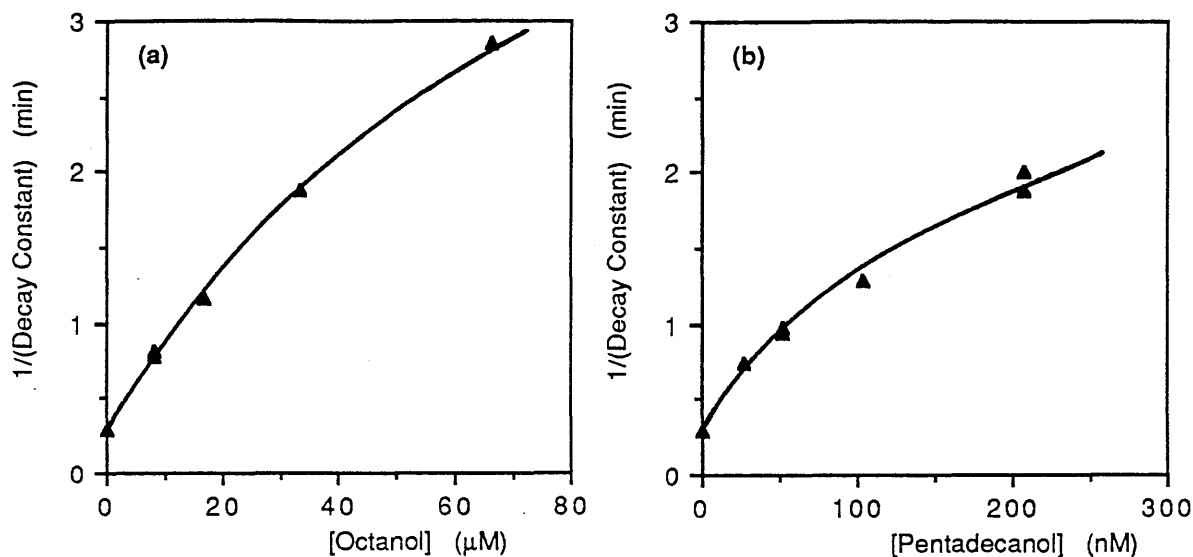 (a)
1/(Decay Constant) (min)
3
2
1
0
0 20 40 60 80
[Octanol] (μM)
(b)
1/(Decay Constant) (min)
3
2
1
0
0 100 200 300
[Pentadecanol] (nM)